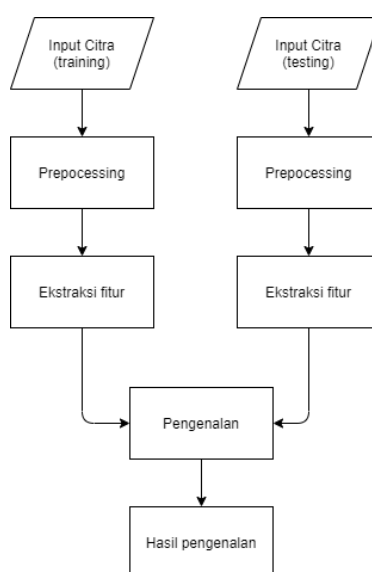 Input Citra
(training)
Input Citra
(testing)
Prepocessing
Prepocessing
Ekstraksi fitur
Ekstraksi fitur
Pengenalan
Hasil pengenalan